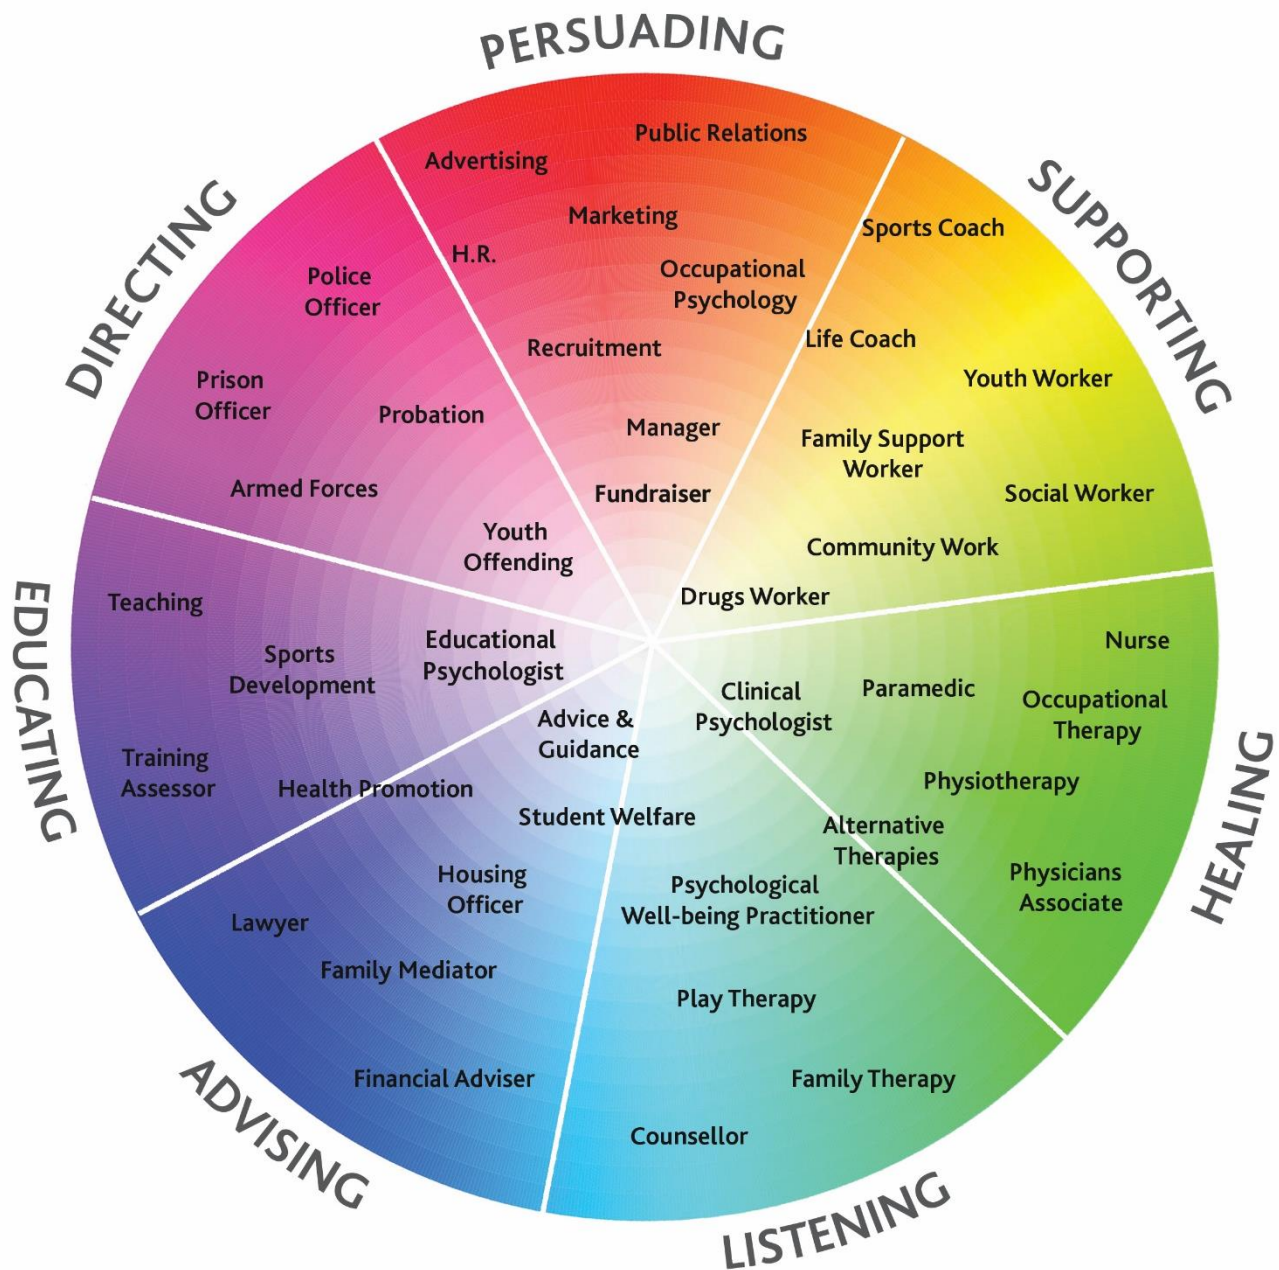 PERSUADING
Public Relations
Advertising
Marketing
H.R.
Occupational
Psychology
Recruitment
Manager
Fundraiser
SUPPORTING
Sports Coach
Life Coach
Youth Worker
Family Support
Worker
Social Worker
Community Work
Drugs Worker
HEALING
Nurse
Paramedic
Clinical
Psychologist
Occupational
Therapy
Physiotherapy
Alternative
Therapies
Physicians
Associate
LISTENING
Psychological
Well-being Practitioner
Play Therapy
Family Therapy
Counsellor
ADVISING
Advice &
Guidance
Student Welfare
Housing
Officer
Lawyer
Family Mediator
Financial Adviser
EDUCATING
Teaching
Educational
Psychologist
Sports
Development
Training
Assessor
Health Promotion
DIRECTING
Police
Officer
Prison
Officer
Probation
Armed Forces
Youth
Offending